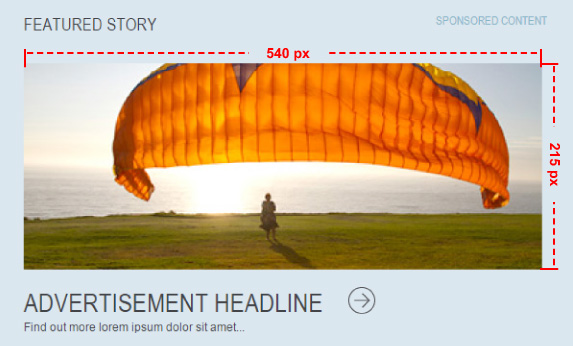 FEATURED STORY
SPONSORED CONTENT
540 px
215 px
ADVERTISEMENT HEADLINE
Find out more lorem ipsum dolor sit amet...